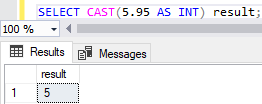 SELECT CAST(5.95 AS INT) result;
100 %
Results Messages
result
1 5